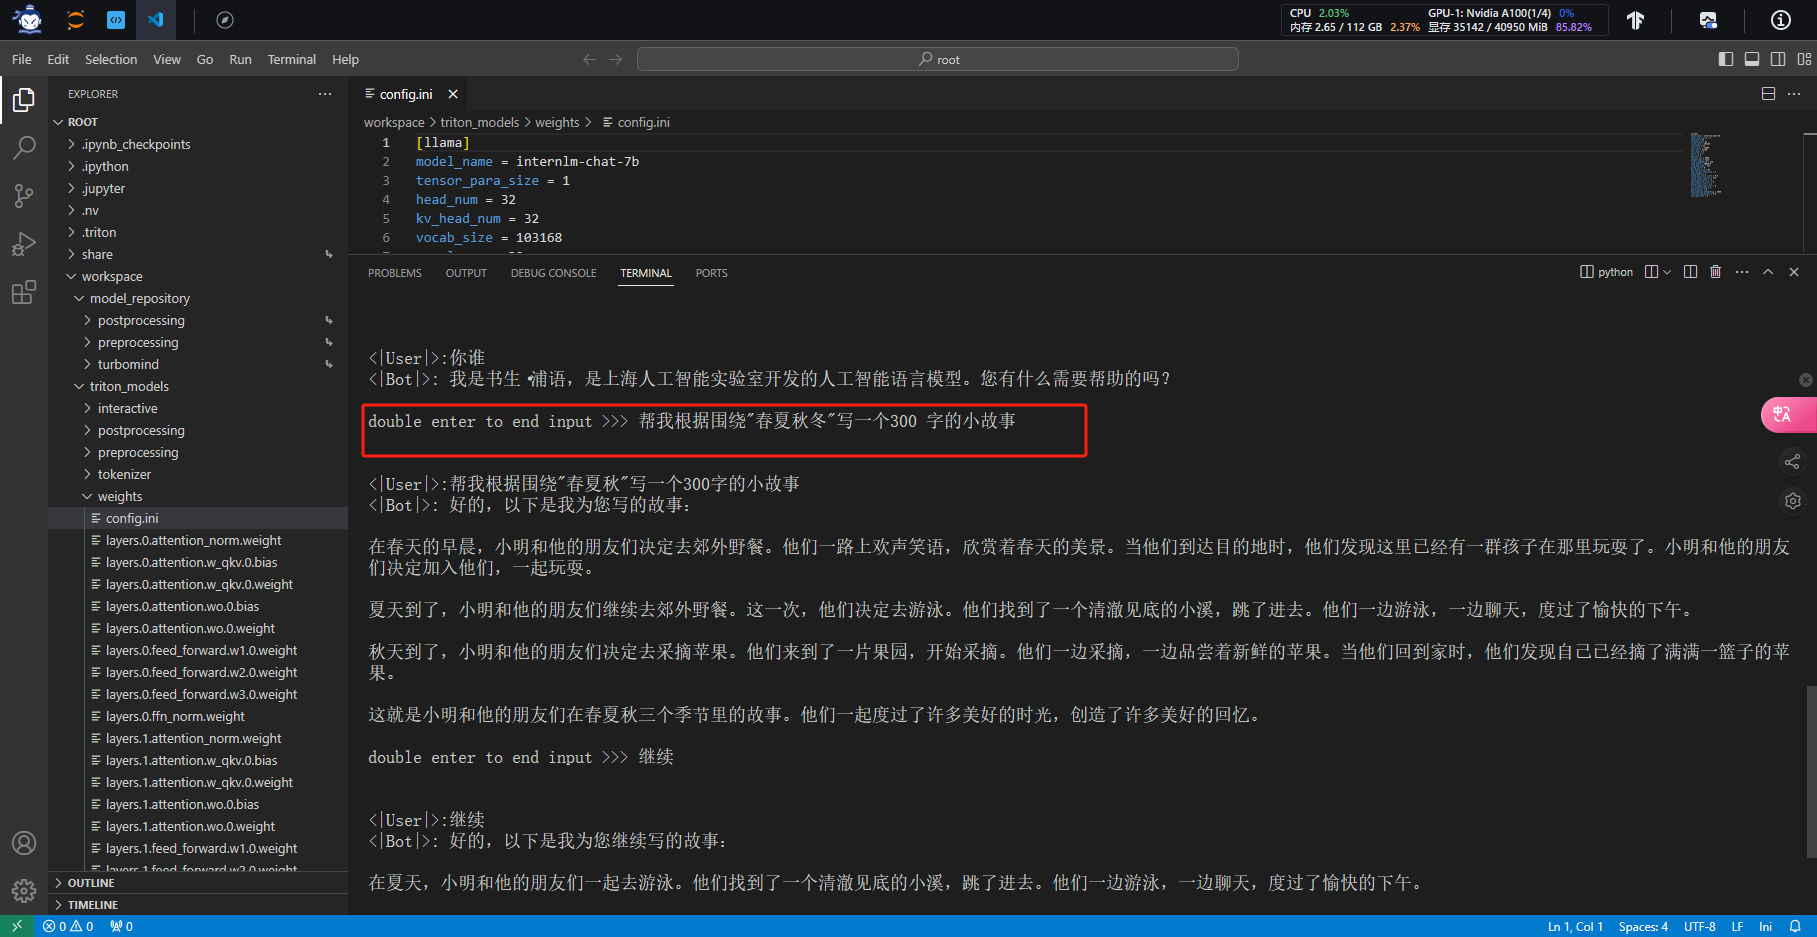 CPU 2.03% GPU-1: Nvidia A100(1/4) 0%
内存 2.65 / 112 GB 2.37% 显存 35142 / 40950 MiB 85.82%
File Edit Selection View Go Run Terminal Help
root
EXPLORER
ROOT
.ipynb_checkpoints
.ipython
.jupyter
.nv
.triton
share
workspace
model_repository
postprocessing
preprocessing
turbomind
triton_models
interactive
postprocessing
preprocessing
tokenizer
weights
config.ini
layers.0.attention_norm.weight
layers.0.attention.w_qkv.0.bias
layers.0.attention.w_qkv.0.weight
layers.0.attention.wo.0.bias
layers.0.attention.wo.0.weight
layers.0.feed_forward.w1.0.weight
layers.0.feed_forward.w2.0.weight
layers.0.feed_forward.w3.0.weight
layers.0.ffn_norm.weight
layers.1.attention_norm.weight
layers.1.attention.w_qkv.0.bias
layers.1.attention.w_qkv.0.weight
layers.1.attention.wo.0.bias
layers.1.attention.wo.0.weight
layers.1.feed_forward.w1.0.weight
layers.1.feed_forward.w2.0.weight
OUTLINE
TIMELINE
config.ini
workspace > triton_models > weights > config.ini
1 [llama]
2 model_name = internlm-chat-7b
3 tensor_para_size = 1
4 head_num = 32
5 kv_head_num = 32
6 vocab_size = 103168
PROBLEMS OUTPUT DEBUG CONSOLE TERMINAL PORTS
python
<|User|>:你谁
<|Bot|>: 我是书生·浦语，是上海人工智能实验室开发的人工智能语言模型。您有什么需要帮助的吗？
double enter to end input >>> 帮我根据围绕"春夏秋冬"写一个300 字的小故事
<|User|>:帮我根据围绕"春夏秋"写一个300字的小故事
<|Bot|>: 好的，以下是我为您写的故事：
在春天的早晨，小明和他的朋友们决定去郊外野餐。他们一路上欢声笑语，欣赏着春天的美景。当他们到达目的地时，他们发现这里已经有一群孩子在那里玩耍了。小明和他的朋友
们决定加入他们，一起玩耍。
夏天到了，小明和他的朋友们继续去郊外野餐。这一次，他们决定去游泳。他们找到了一个清澈见底的小溪，跳了进去。他们一边游泳，一边聊天，度过了愉快的下午。
秋天到了，小明和他的朋友们决定去采摘苹果。他们来到了一片果园，开始采摘。他们一边采摘，一边品尝着新鲜的苹果。当他们回到家时，他们发现自己已经摘了满满一篮子的苹
果。
这就是小明和他的朋友们在春夏秋三个季节里的故事。他们一起度过了许多美好的时光，创造了许多美好的回忆。
double enter to end input >>> 继续
<|User|>:继续
<|Bot|>: 好的，以下是我为您继续写的故事：
在夏天，小明和他的朋友们一起去游泳。他们找到了一个清澈见底的小溪，跳了进去。他们一边游泳，一边聊天，度过了愉快的下午。
0 0 0 Ln 1, Col 1 Spaces: 4 UTF-8 LF Ini